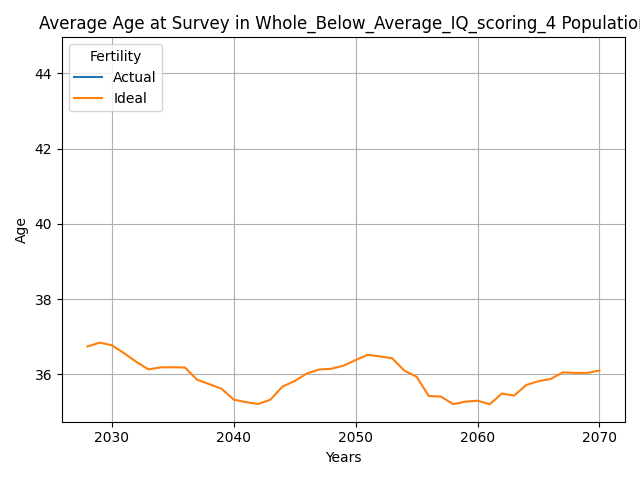 Average Age at Survey in Whole_Below_Average_IQ_scoring_4 Population
Fertility
Actual
Ideal
44
42
40
38
36
Age
2030 2040 2050 2060 2070
Years